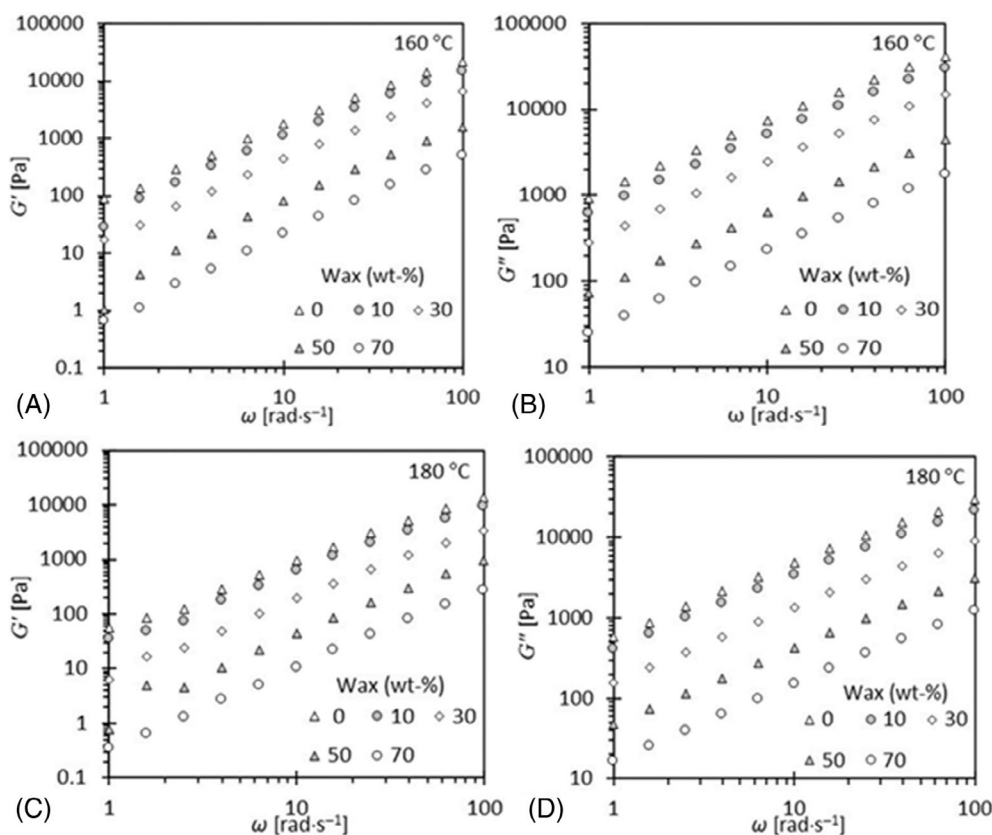 100000
160 °C
10000
1000
100
10
1
0.1
G′ [Pa]
Wax (wt-%)
0 10 30
50 70
1 10 100
ω [rad·s⁻¹]
(A)
100000
160 °C
10000
1000
100
10
G″ [Pa]
Wax (wt-%)
0 10 30
50 70
1 10 100
ω [rad·s⁻¹]
(B)
100000
180 °C
10000
1000
100
10
1
0.1
G′ [Pa]
Wax (wt-%)
0 10 30
50 70
1 10 100
ω [rad·s⁻¹]
(C)
100000
180 °C
10000
1000
100
10
G″ [Pa]
Wax (wt-%)
0 10 30
50 70
1 10 100
ω [rad·s⁻¹]
(D)